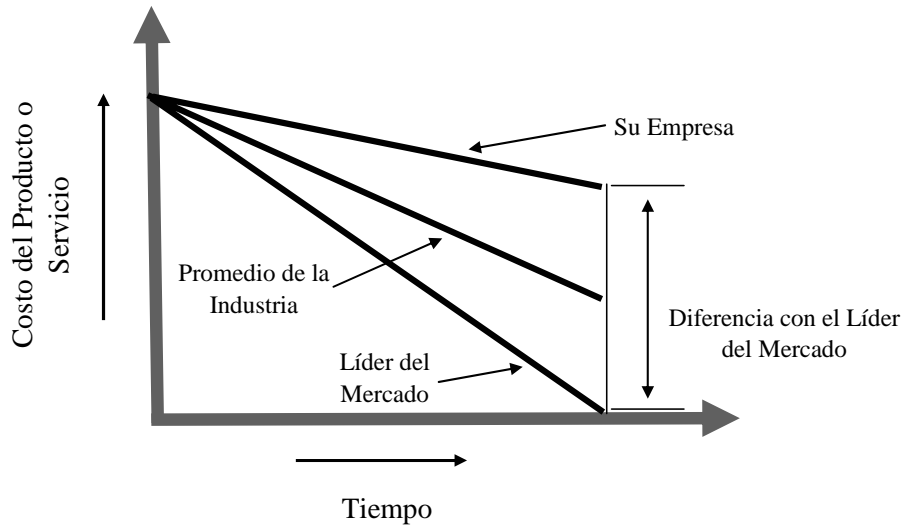 Costo del Producto o
Servicio
Su Empresa
Promedio de la
Industria
Líder del
Mercado
Diferencia con el Líder
del Mercado
Tiempo